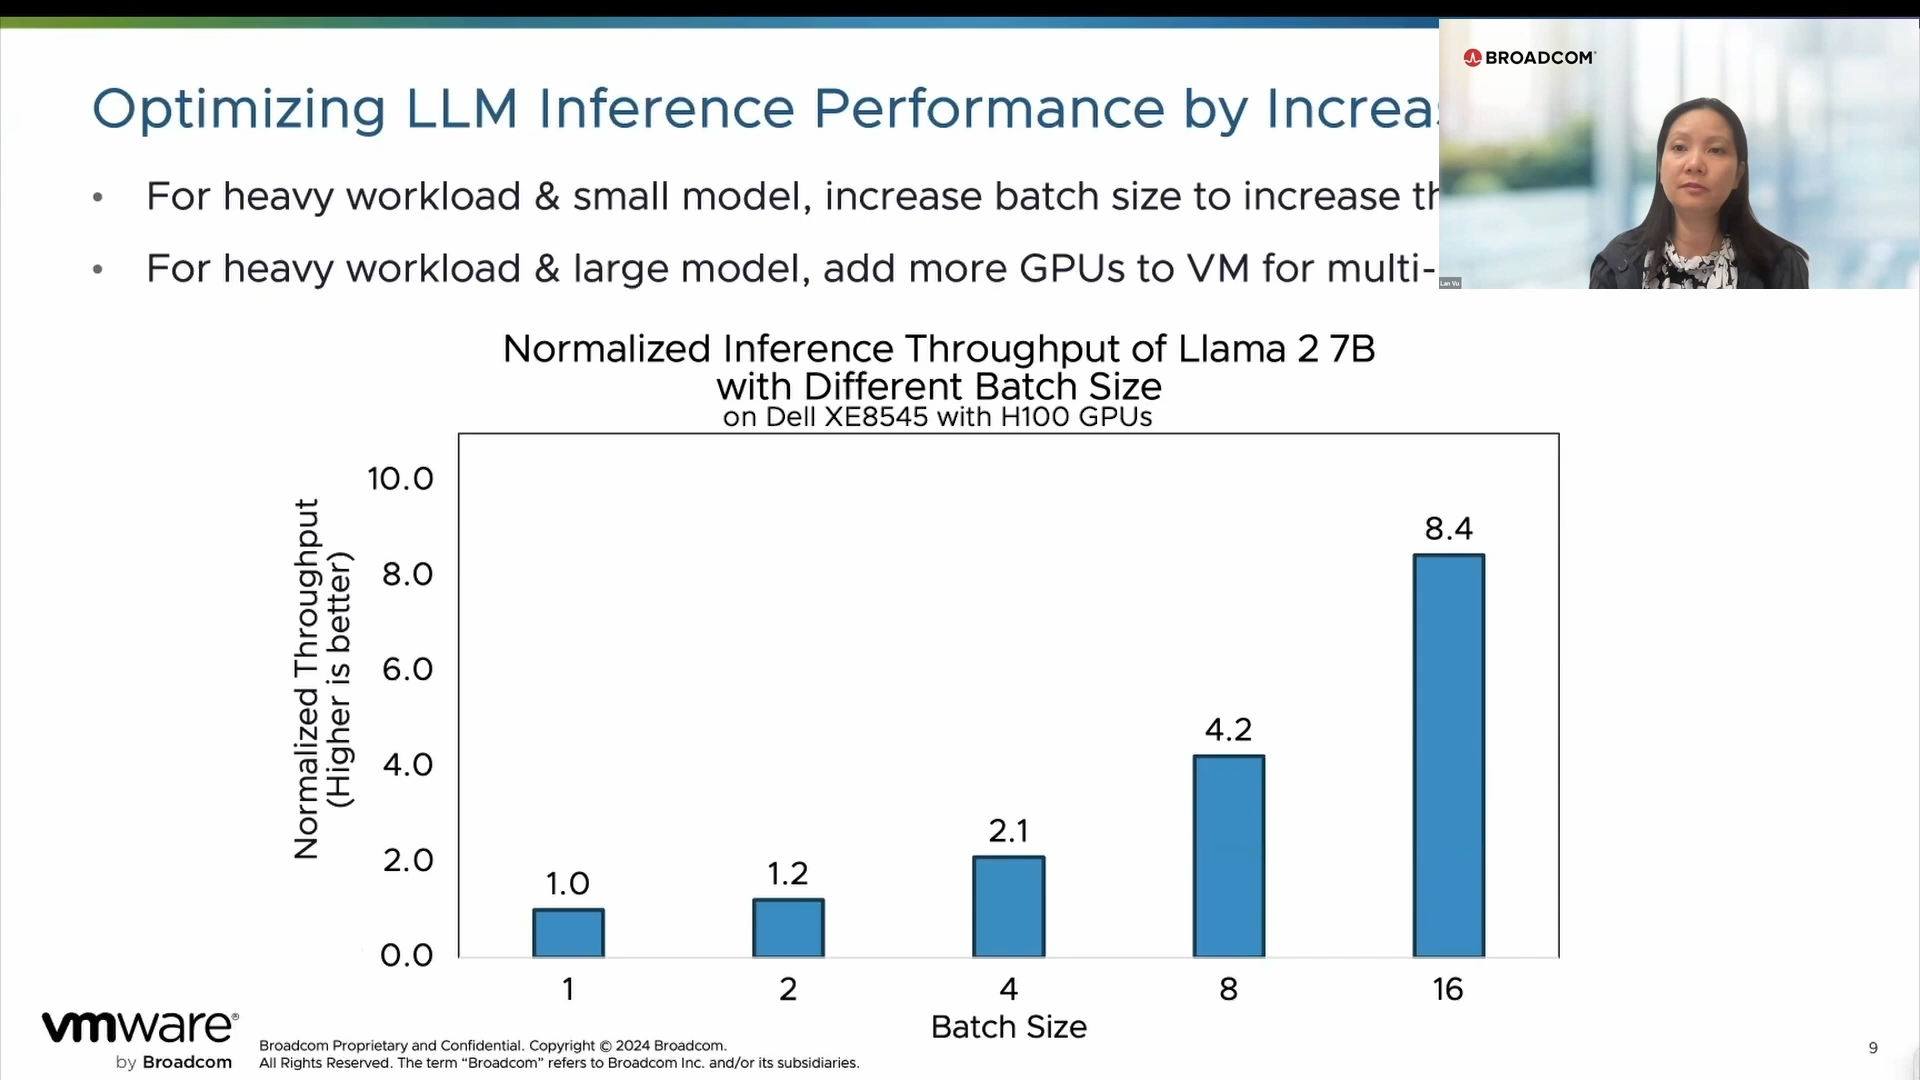 BROADCOM
Optimizing LLM Inference Performance by Increas
• For heavy workload & small model, increase batch size to increase th
• For heavy workload & large model, add more GPUs to VM for multi-
Lan Vu
Normalized Inference Throughput of Llama 2 7B
with Different Batch Size
on Dell XE8545 with H100 GPUs
Normalized Throughput
(Higher is better)
10.0
8.0
6.0
4.0
2.0
0.0
1.0
1.2
2.1
4.2
8.4
1 2 4 8 16
Batch Size
vmware®
by Broadcom
Broadcom Proprietary and Confidential. Copyright © 2024 Broadcom.
All Rights Reserved. The term “Broadcom” refers to Broadcom Inc. and/or its subsidiaries.
9